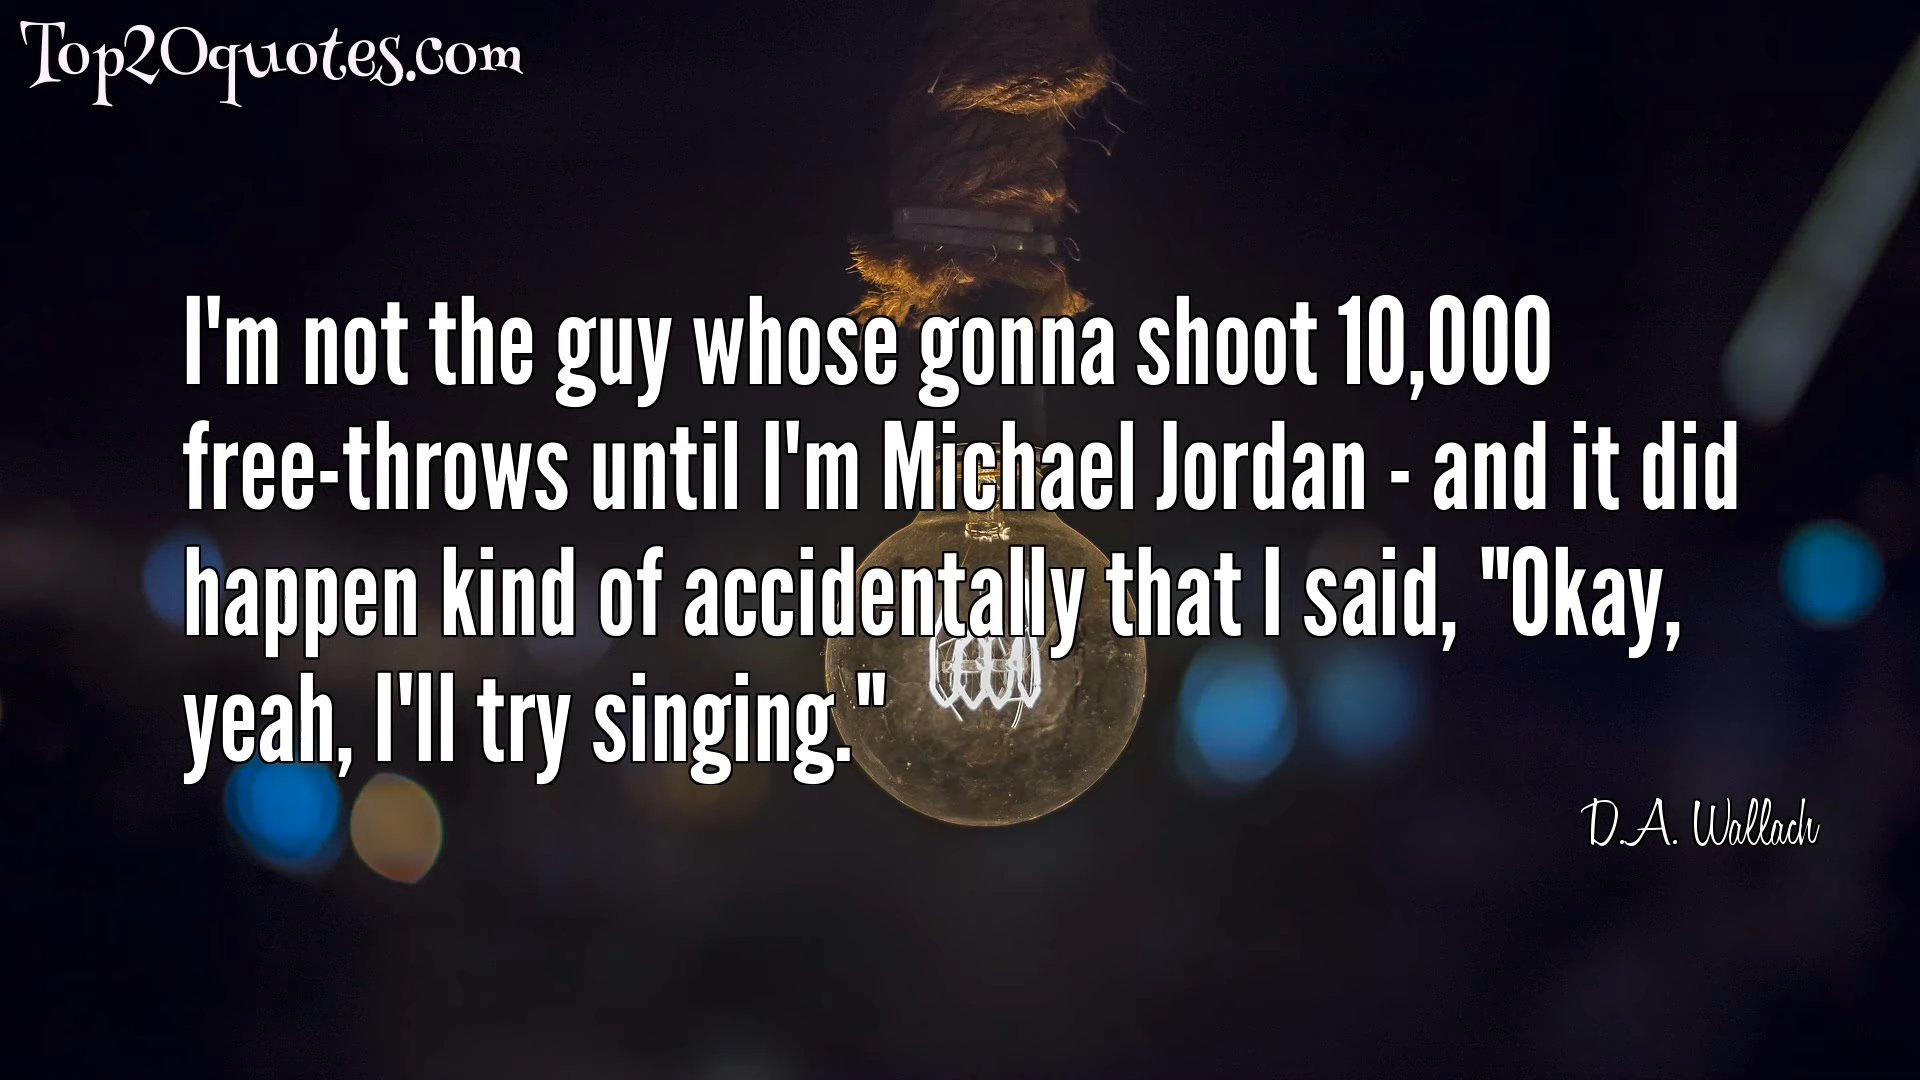 Top20quotes.com
I'm not the guy whose gonna shoot 10,000
free-throws until I'm Michael Jordan - and it did
happen kind of accidentally that I said, "Okay,
yeah, I'll try singing."
D.A. Wallach